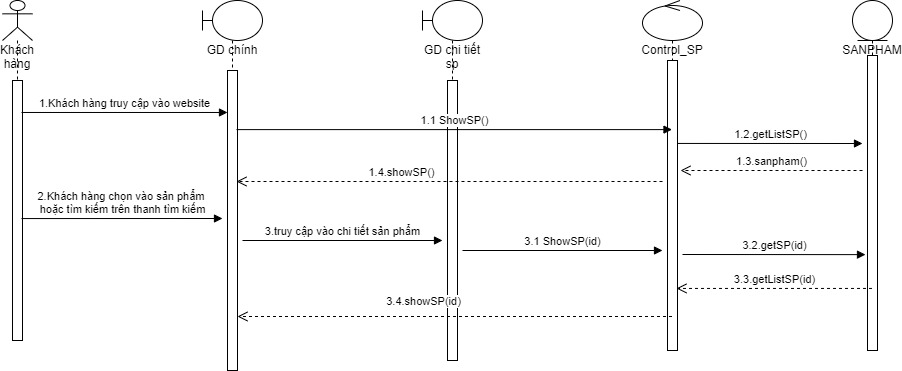 Khách
hàng
GD chính
GD chi tiết
sp
Control_SP
SANPHAM
1.Khách hàng truy cập vào website
1.1 ShowSP()
1.2.getListSP()
1.3.sanpham()
1.4.showSP()
2.Khách hàng chọn vào sản phẩm
hoặc tìm kiếm trên thanh tìm kiếm
3.truy cập vào chi tiết sản phẩm
3.1 ShowSP(id)
3.2.getSP(id)
3.3.getListSP(id)
3.4.showSP(id)